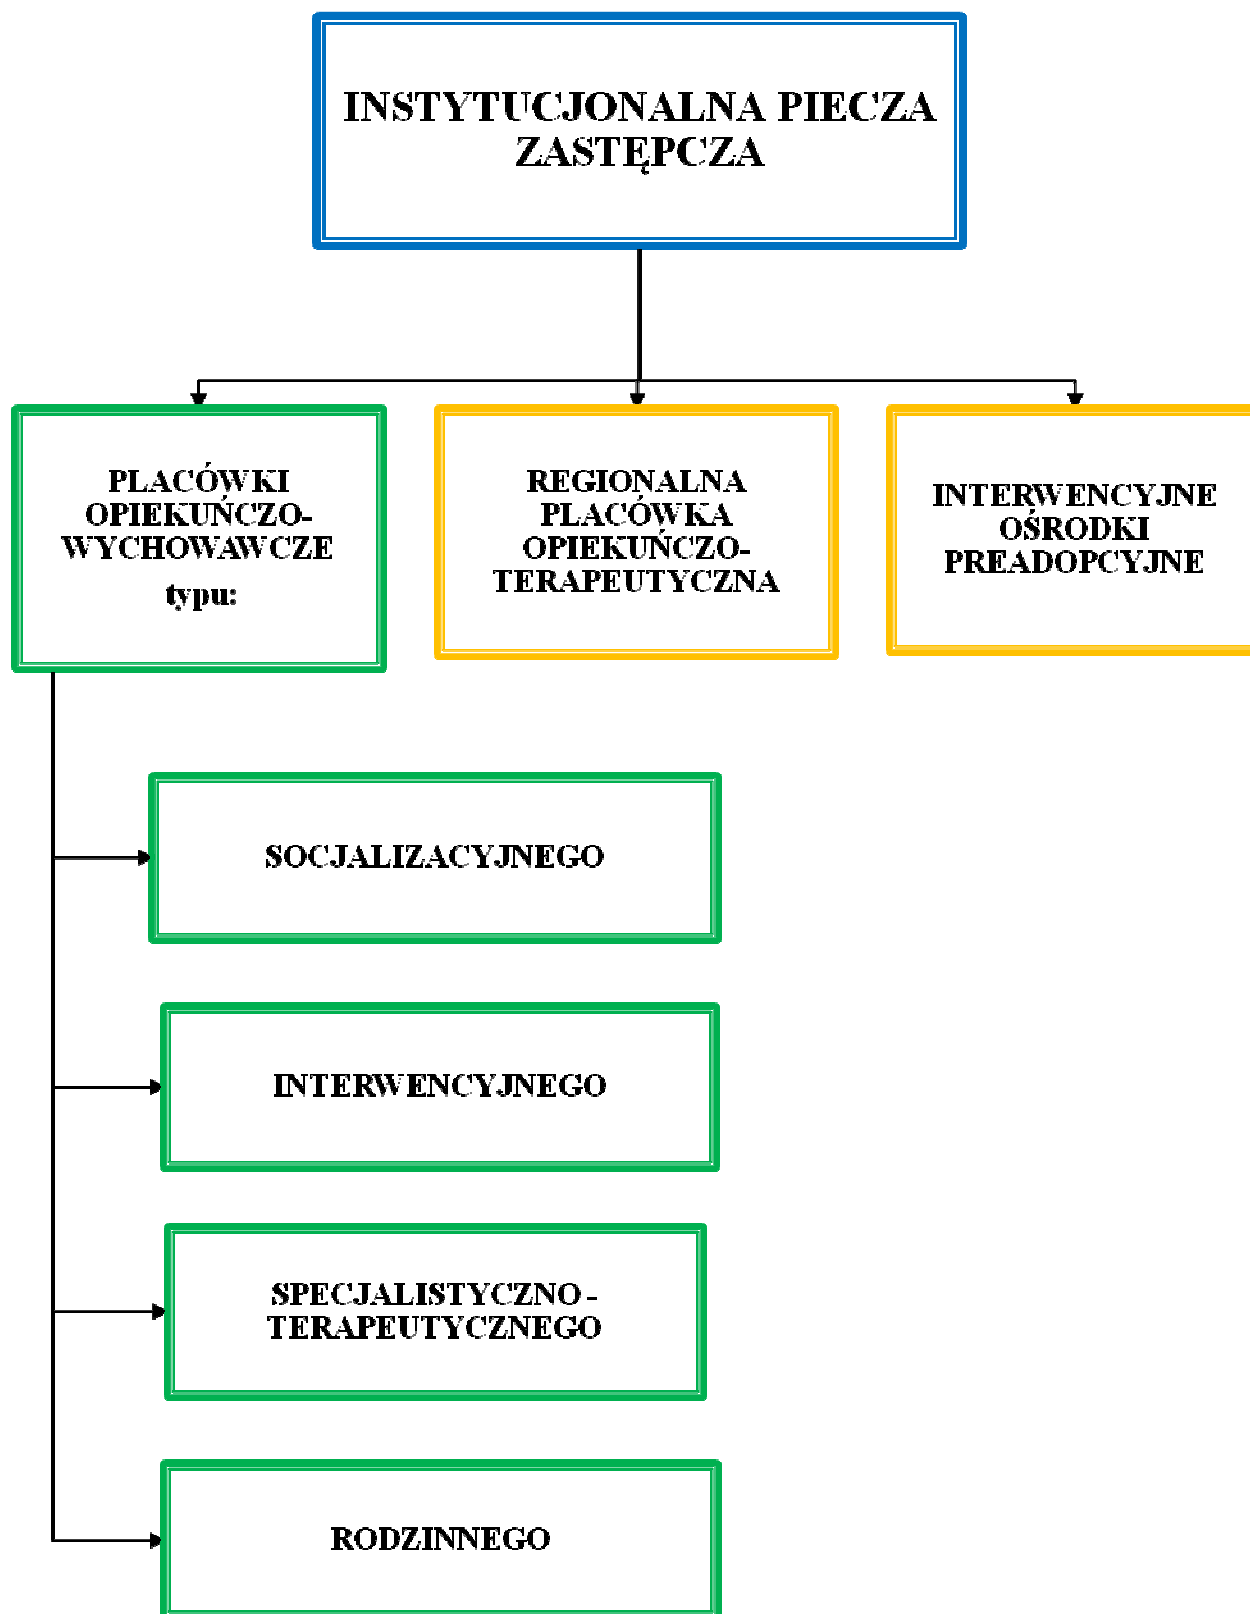 INSTYTUCJONALNA PIECZA
ZASTĘPCZA
PLACÓWKI
OPIEKUŃCZO-
WYCHOWAWCZE
typu:
REGIONALNA
PLACÓWKA
OPIEKUŃCZO-
TERAPEUTYCZNA
INTERWENCYJNE
OŚRODKI
PREADOPCYJNE
SOCJALIZACYJNEGO
INTERWENCYJNEGO
SPECJALISTYCZNO -
TERAPEUTYCZNEGO
RODZINNEGO